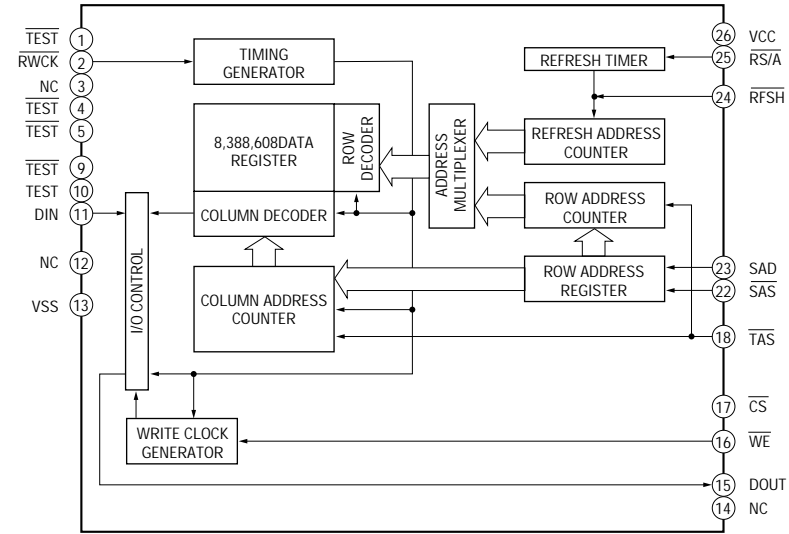 TEST 1
RWCK 2
NC 3
TEST 4
TEST 5
TEST 9
TEST 10
DIN 11
NC 12
VSS 13
TIMING
GENERATOR
8,388,608DATA
REGISTER
ROW
DECODER
COLUMN DECODER
COLUMN ADDRESS
COUNTER
I/O CONTROL
WRITE CLOCK
GENERATOR
ADDRESS
MULTIPLEXER
REFRESH TIMER
REFRESH ADDRESS
COUNTER
ROW ADDRESS
COUNTER
ROW ADDRESS
REGISTER
26 VCC
25 RS/A
24 RFSH
23 SAD
22 SAS
18 TAS
17 CS
16 WE
15 DOUT
14 NC